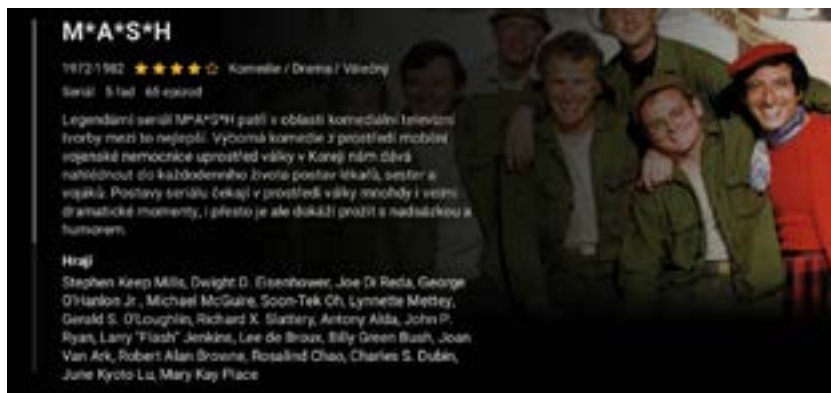 M*A*S*H
1972-1982 Komedie / Drama / Válečný
Seriál 5 řad 65 epizod
Legendární seriál M*A*S*H patří v oblasti komediální televizní
tvorby mezi to nejlepší. Výborná komedie z prostředí mobilní
vojenské nemocnice uprostřed války v Koreji nám dává
nahlédnout do každodenního života postav lékařů, sester a
vojáků. Postavy seriálu čekají v prostředí války mnohdy i velmi
dramatické momenty, i přesto je ale dokáží prožít s nadsázkou a
humorem.
Hrají
Stephen Keep Mills, Dwight D. Eisenhower, Joe Di Reda, George
O'Hanlon Jr., Michael McGuire, Soon-Tek Oh, Lynnette Mettey,
Gerald S. O'Loughlin, Richard X. Slattery, Antony Alda, John P.
Ryan, Larry "Flash" Jenkins, Lee de Broux, Billy Green Bush, Joan
Van Ark, Robert Alan Browne, Rosalind Chao, Charles S. Dubin,
June Kyoto Lu, Mary Kay Place